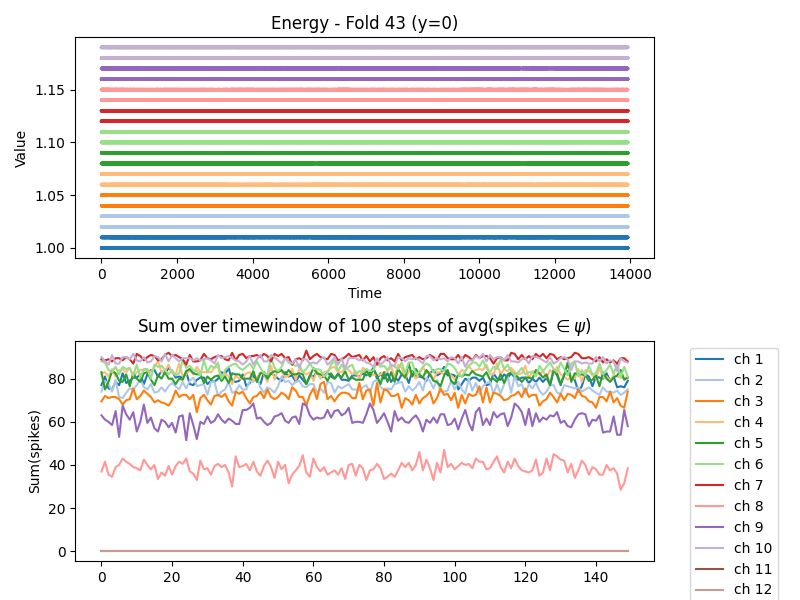 Energy - Fold 43 (y=0)
Value
1.15
1.10
1.05
1.00
0 2000 4000 6000 8000 10000 12000 14000
Time
Sum over timewindow of 100 steps of avg(spikes ∈ψ)
Sum(spikes)
80
60
40
20
0
0 20 40 60 80 100 120 140
ch 1
ch 2
ch 3
ch 4
ch 5
ch 6
ch 7
ch 8
ch 9
ch 10
ch 11
ch 12